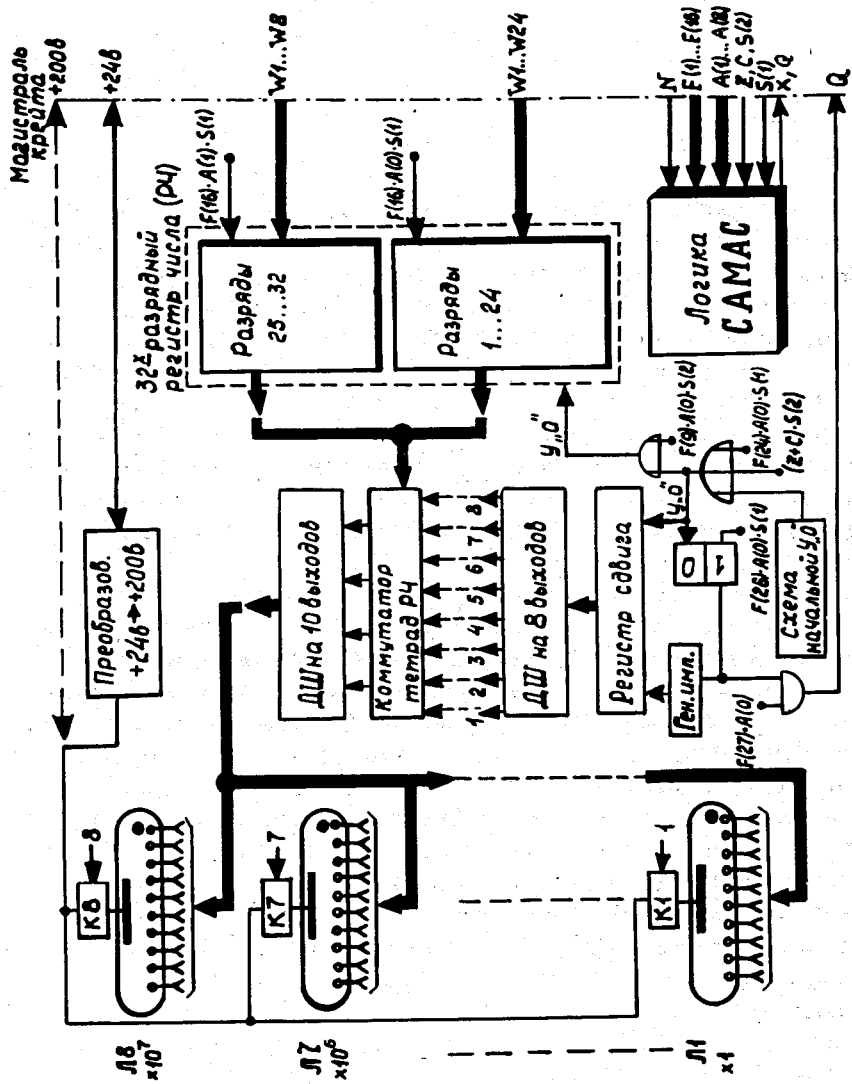 Магистраль
крейта
+200в
+24в
W1...W8
W1...W24
N
F(1)...F(16)
A(1)...A(8)
Z, C, S(2)
S(1)
X, Q
Q
F(16)·A(1)·S(1)
F(16)·A(0)·S(1)
32х разрядный
регистр числа (РЧ)
Разряды
25...32
Разряды
1...24
Логика
САМАС
У„0"
F(9)·A(0)·S(2)
F(24)·A(0)·S(1)
(Z+C)·S(2)
У„0"
Преобразов.
+24в→+200в
ДШ на 10 выходов
Коммутатор
тетрад РЧ
1 2 3 4 5 6 7 8
ДШ на 8 выходов
Регистр сдвига
0
1
F(26)·A(0)·S(1)
Схема
начальной У„0"
Ген.имп.
F(27)·A(0)
К8
8
К7
7
К1
1
Л8
×10⁷
Л7
×10⁶
Л1
×1